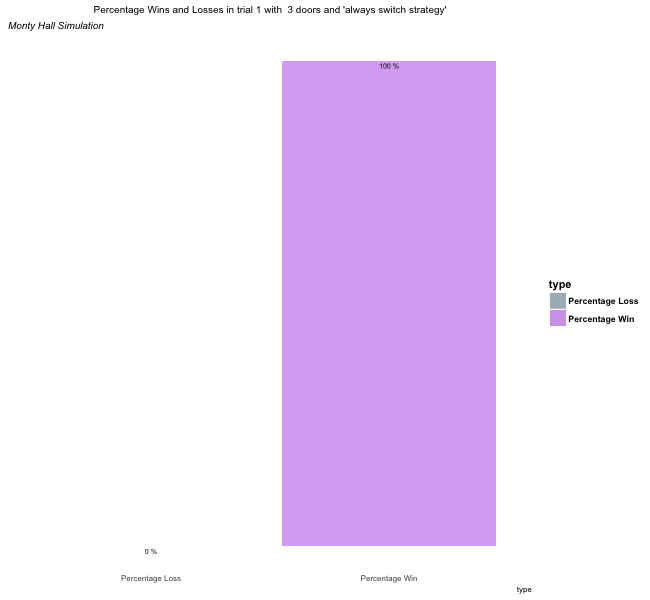 Percentage Wins and Losses in trial 1 with  3 doors and 'always switch strategy'
Monty Hall Simulation
100 %
type
Percentage Loss
Percentage Win
0 %
Percentage Loss
Percentage Win
type